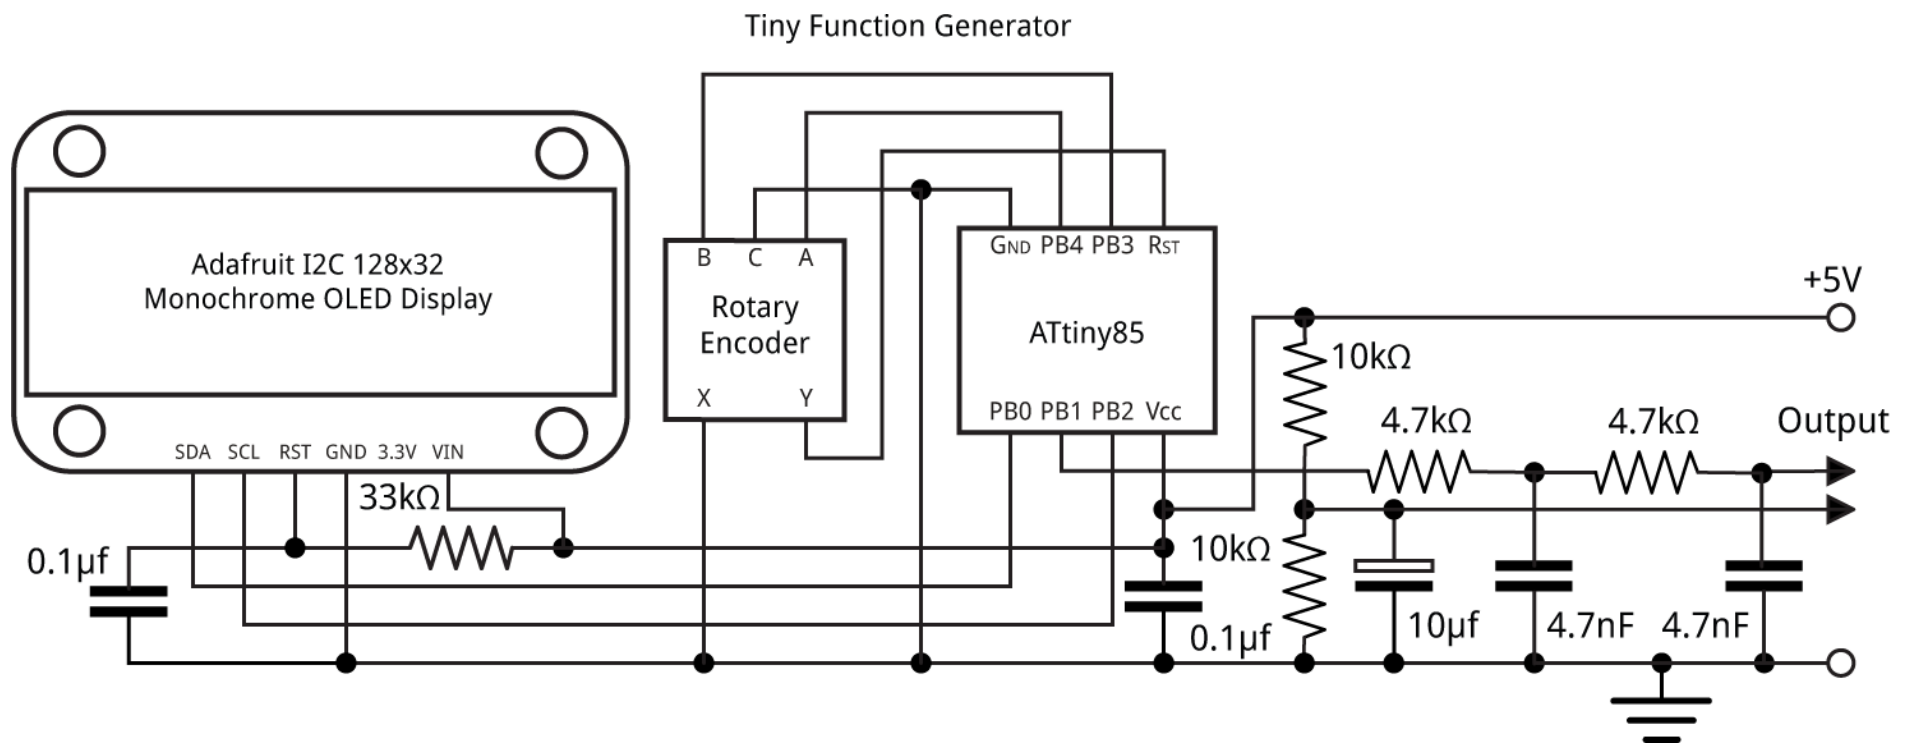 Tiny Function Generator
Adafruit I2C 128x32
Monochrome OLED Display
SDA SCL RST GND 3.3V VIN
33kΩ
0.1µf
B C A
Rotary
Encoder
X Y
GND PB4 PB3 RST
ATtiny85
PB0 PB1 PB2 Vcc
+5V
10kΩ
4.7kΩ
4.7kΩ
Output
10kΩ
0.1µf
10µf
4.7nF
4.7nF